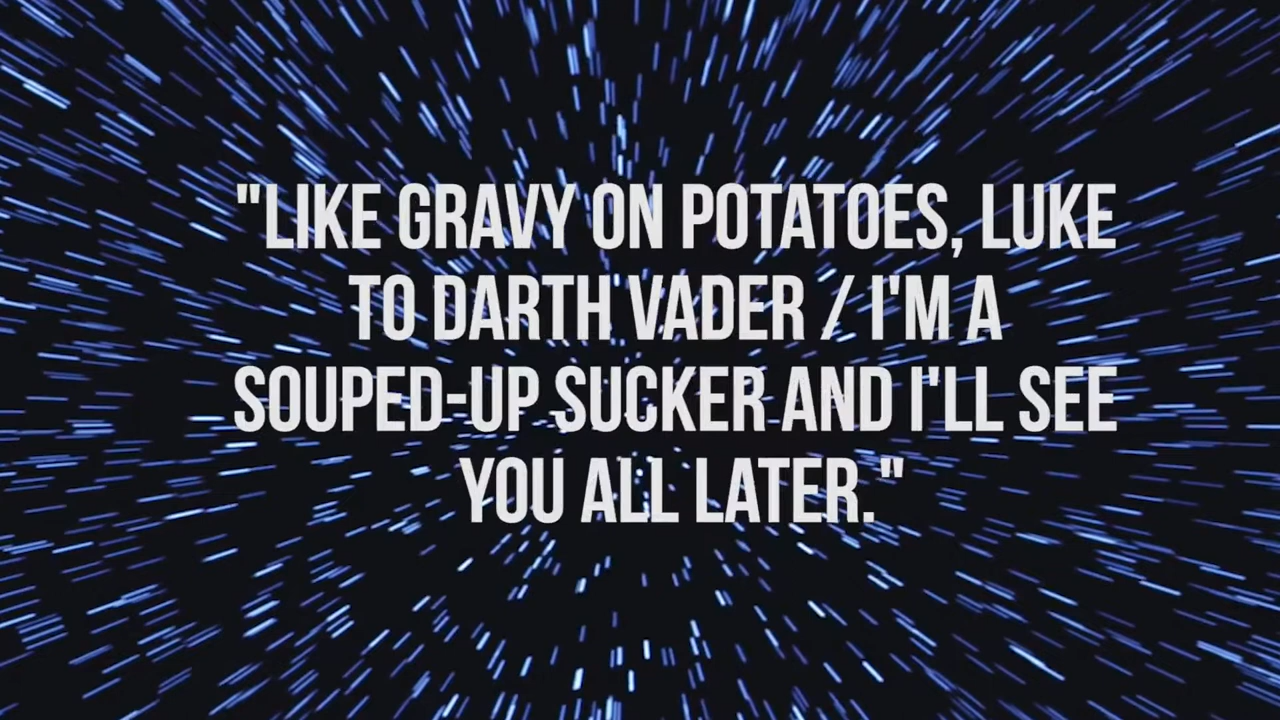 "LIKE GRAVY ON POTATOES, LUKE
TO DARTH VADER / I'M A
SOUPED-UP SUCKER AND I'LL SEE
YOU ALL LATER."